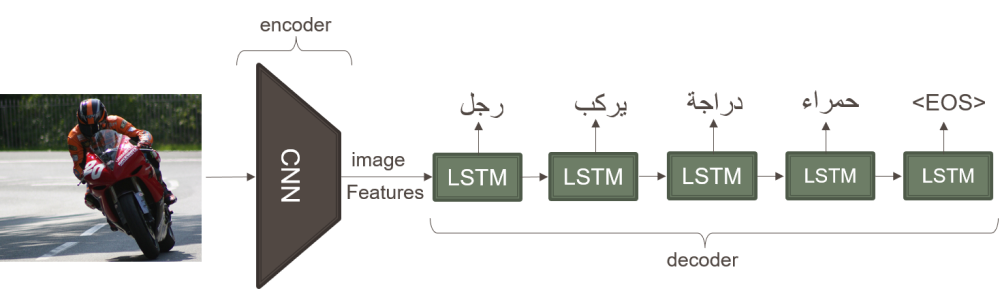 encoder
CNN
image
Features
رجل
يركب
دراجة
حمراء
<EOS>
LSTM
LSTM
LSTM
LSTM
LSTM
decoder